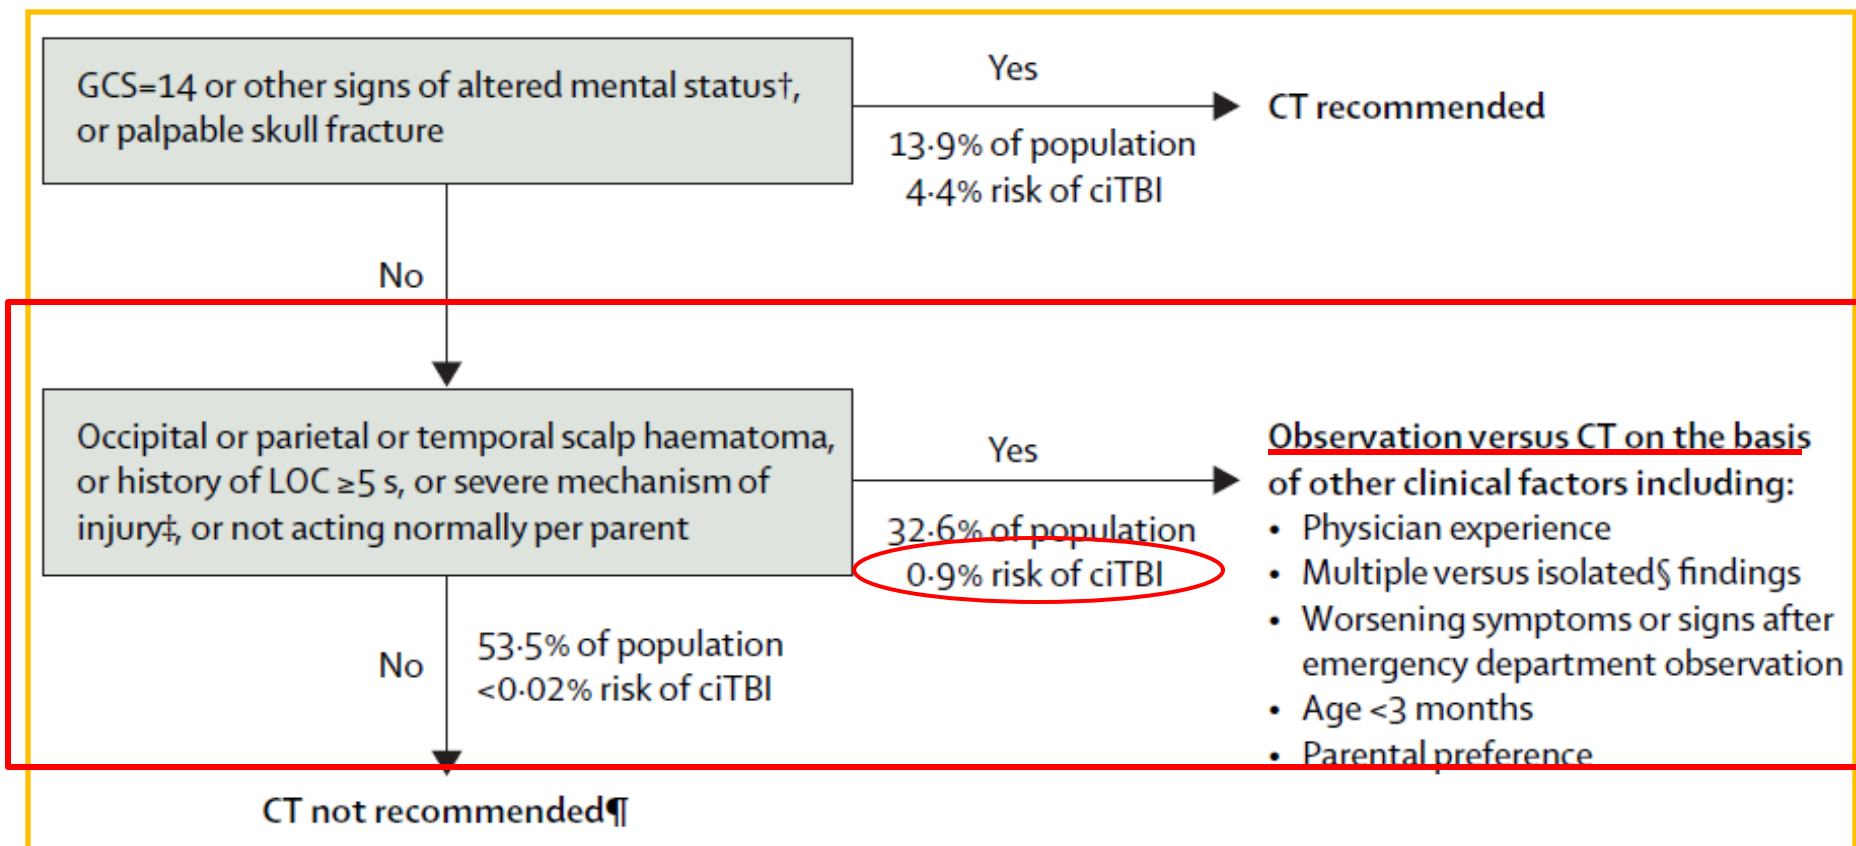 GCS=14 or other signs of altered mental status†,
or palpable skull fracture
Yes
13·9% of population
4·4% risk of ciTBI
CT recommended
No
Occipital or parietal or temporal scalp haematoma,
or history of LOC ≥5 s, or severe mechanism of
injury‡, or not acting normally per parent
Yes
32·6% of population
0·9% risk of ciTBI
Observation versus CT on the basis
of other clinical factors including:
• Physician experience
• Multiple versus isolated§ findings
• Worsening symptoms or signs after
emergency department observation
• Age <3 months
• Parental preference
No
53·5% of population
<0·02% risk of ciTBI
CT not recommended¶